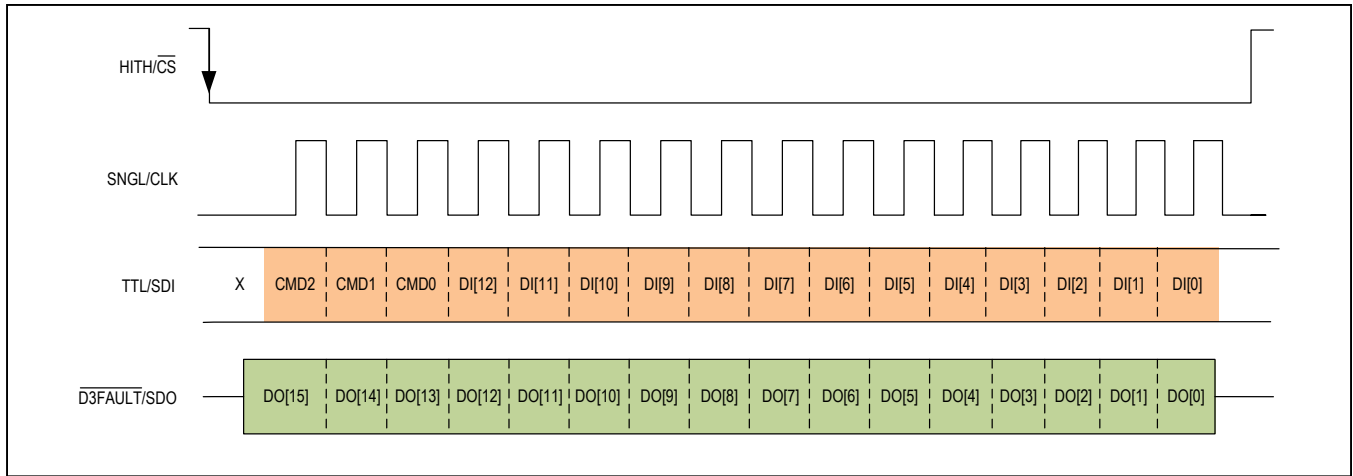 HITH/C̅S̅
SNGL/CLK
TTL/SDI X CMD2 CMD1 CMD0 DI[12] DI[11] DI[10] DI[9] DI[8] DI[7] DI[6] DI[5] DI[4] DI[3] DI[2] DI[1] DI[0]
D̅3̅F̅A̅U̅L̅T̅/SDO DO[15] DO[14] DO[13] DO[12] DO[11] DO[10] DO[9] DO[8] DO[7] DO[6] DO[5] DO[4] DO[3] DO[2] DO[1] DO[0]